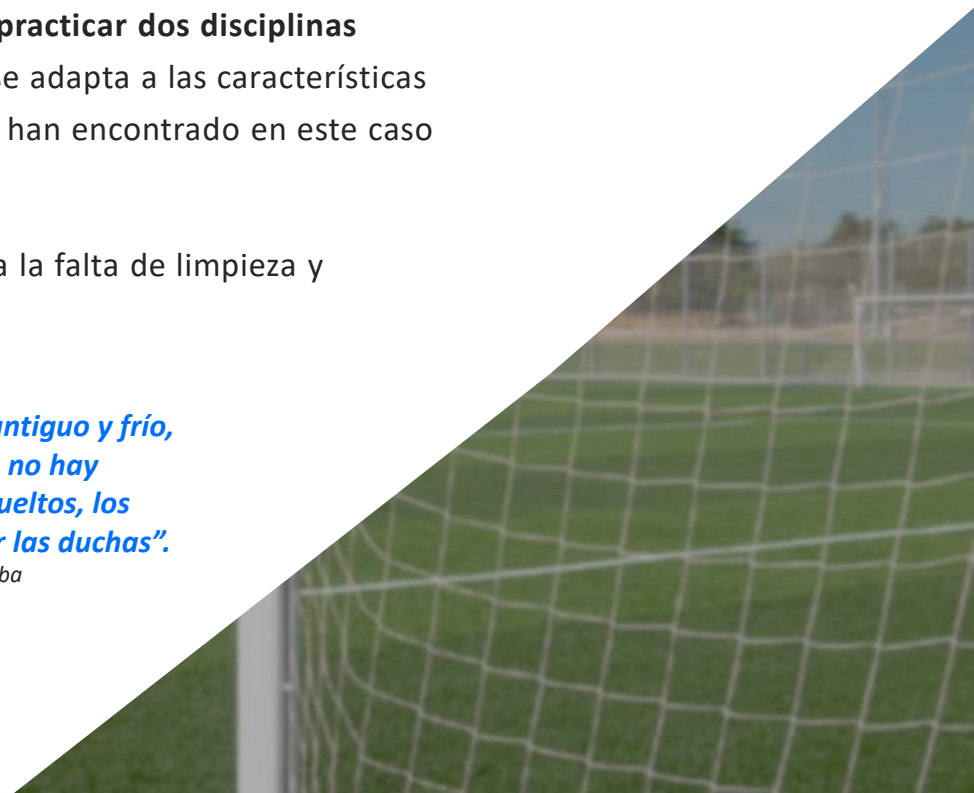 practicar dos disciplinas
se adapta a las características
han encontrado en este caso
a la falta de limpieza y
antiguo y frío,
no hay
ueltos, los
r las duchas”.
ba